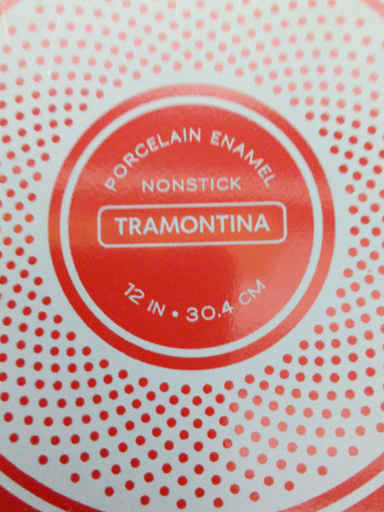 PORCELAIN ENAMEL
NONSTICK
TRAMONTINA
12 IN • 30.4 CM